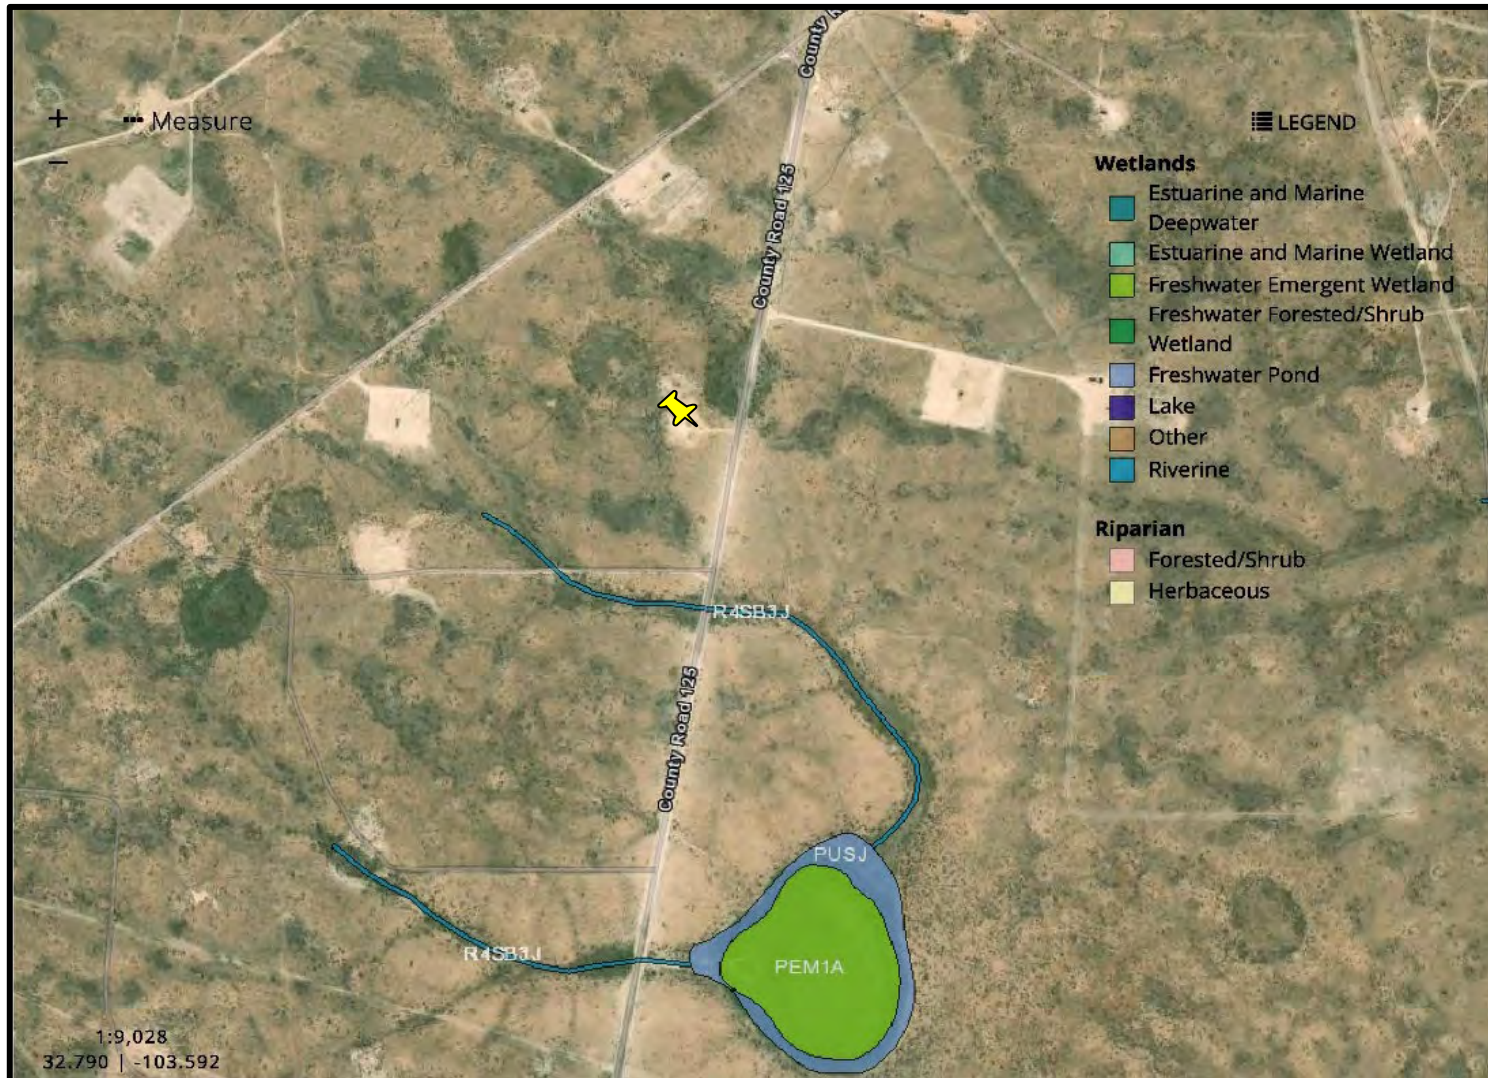 County R
+
Measure
−
LEGEND
Wetlands
Estuarine and Marine
Deepwater
Estuarine and Marine Wetland
Freshwater Emergent Wetland
Freshwater Forested/Shrub
Wetland
Freshwater Pond
Lake
Other
Riverine
Riparian
Forested/Shrub
Herbaceous
County Road 125
R4SB3J
County Road 125
PUSJ
R4SB3J
PEM1A
1:9,028
32.790 | -103.592